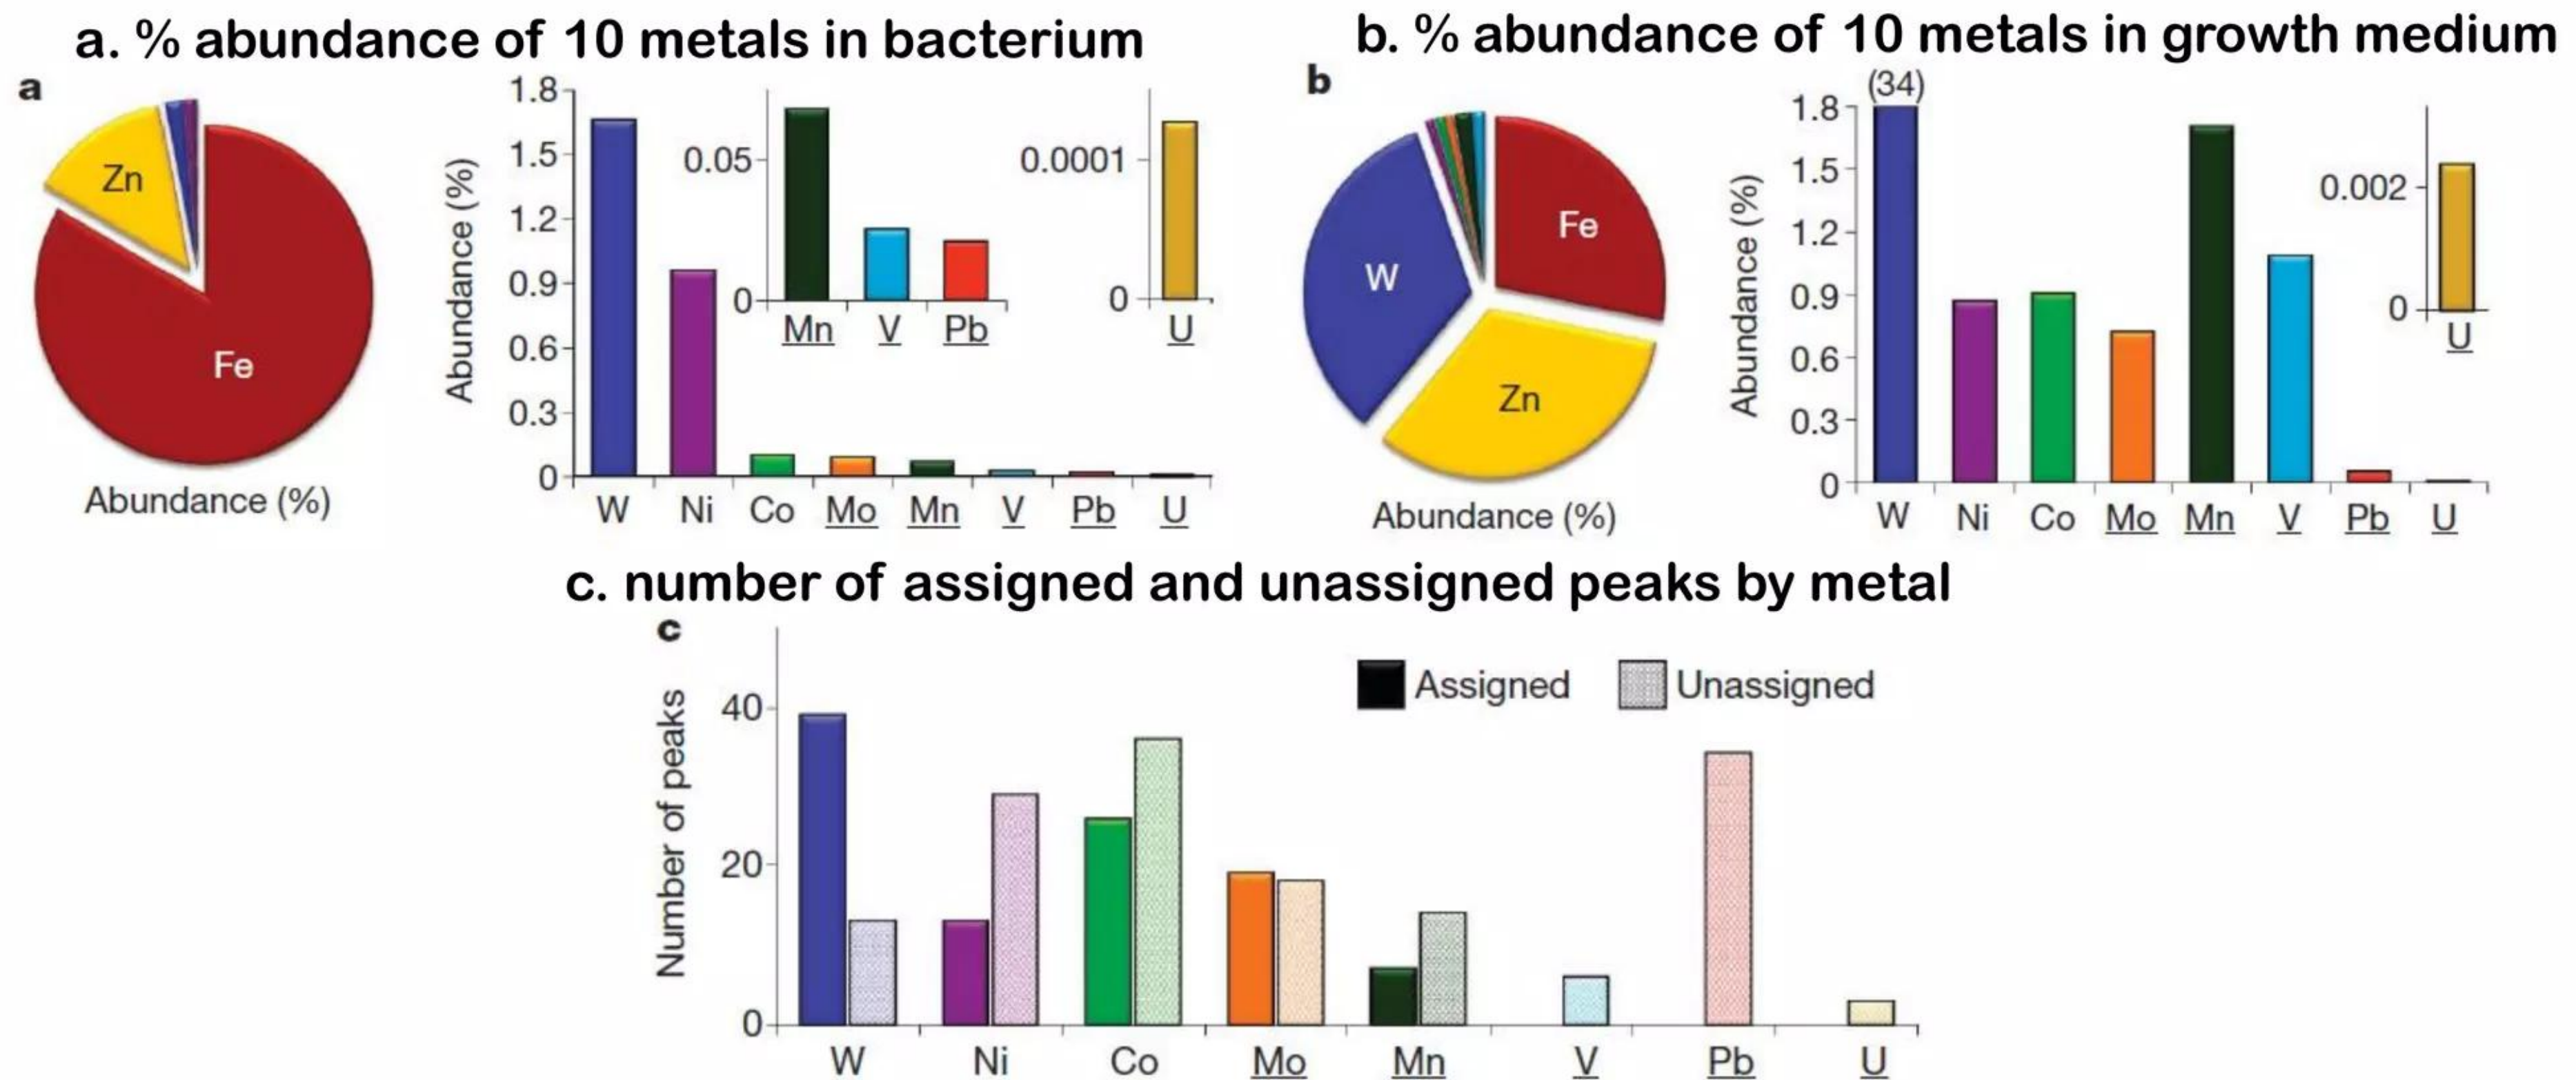 a. % abundance of 10 metals in bacterium
b. % abundance of 10 metals in growth medium
a
Zn
Fe
Abundance (%)
Abundance (%)
1.8
1.5
1.2
0.9
0.6
0.3
0
W Ni Co Mo Mn V Pb U
0.05
0
Mn V Pb
0.0001
0
U
b
W
Fe
Zn
Abundance (%)
Abundance (%)
(34)
1.8
1.5
1.2
0.9
0.6
0.3
0
W Ni Co Mo Mn V Pb U
0.002
0
U
c. number of assigned and unassigned peaks by metal
c
Assigned Unassigned
Number of peaks
40
20
0
W Ni Co Mo Mn V Pb U